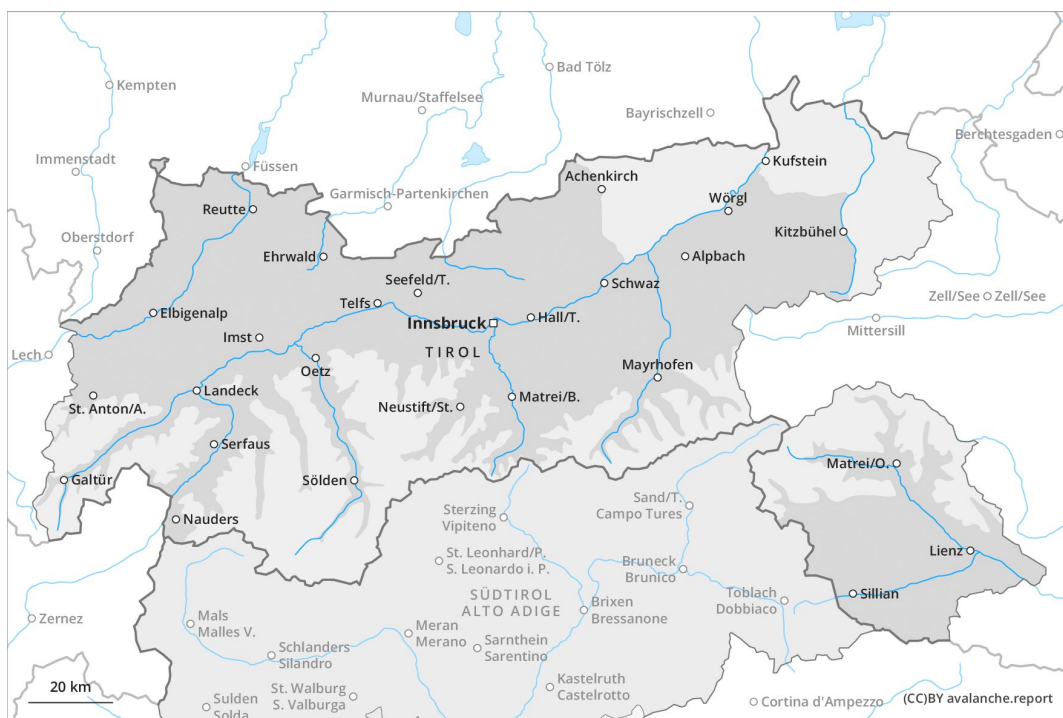 Kempten
Bad Tölz
Murnau/Staffelsee
Bayrischzell
Berchtesgaden
Immenstadt
Füssen
Kufstein
Achenkirch
Garmisch-Partenkirchen
Wörgl
Reutte
Kitzbühel
Oberstdorf
Ehrwald
Alpbach
Seefeld/T.
Schwaz
Zell/See
Zell/See
Telfs
Elbigenalp
Hall/T.
Innsbruck
Mittersill
Imst
TIROL
Lech
Oetz
Mayrhofen
Landeck
St. Anton/A.
Neustift/St.
Matrei/B.
Serfaus
Matrei/O.
Galtür
Sölden
Sand/T.
Campo Tures
Sterzing
Vipiteno
Nauders
Lienz
St. Leonhard/P.
S. Leonardo i. P.
Bruneck
Brunico
SÜDTIROL
ALTO ADIGE
Sillian
Toblach
Dobbiaco
Brixen
Bressanone
Zernez
Mals
Malles V.
Meran
Merano
Sarnthein
Sarentino
Schlanders
Silandro
Kastelruth
Castelrotto
20 km
St. Walburg
S. Valburga
Sulden
Solda
Cortina d'Ampezzo
(CC)BY avalanche.report